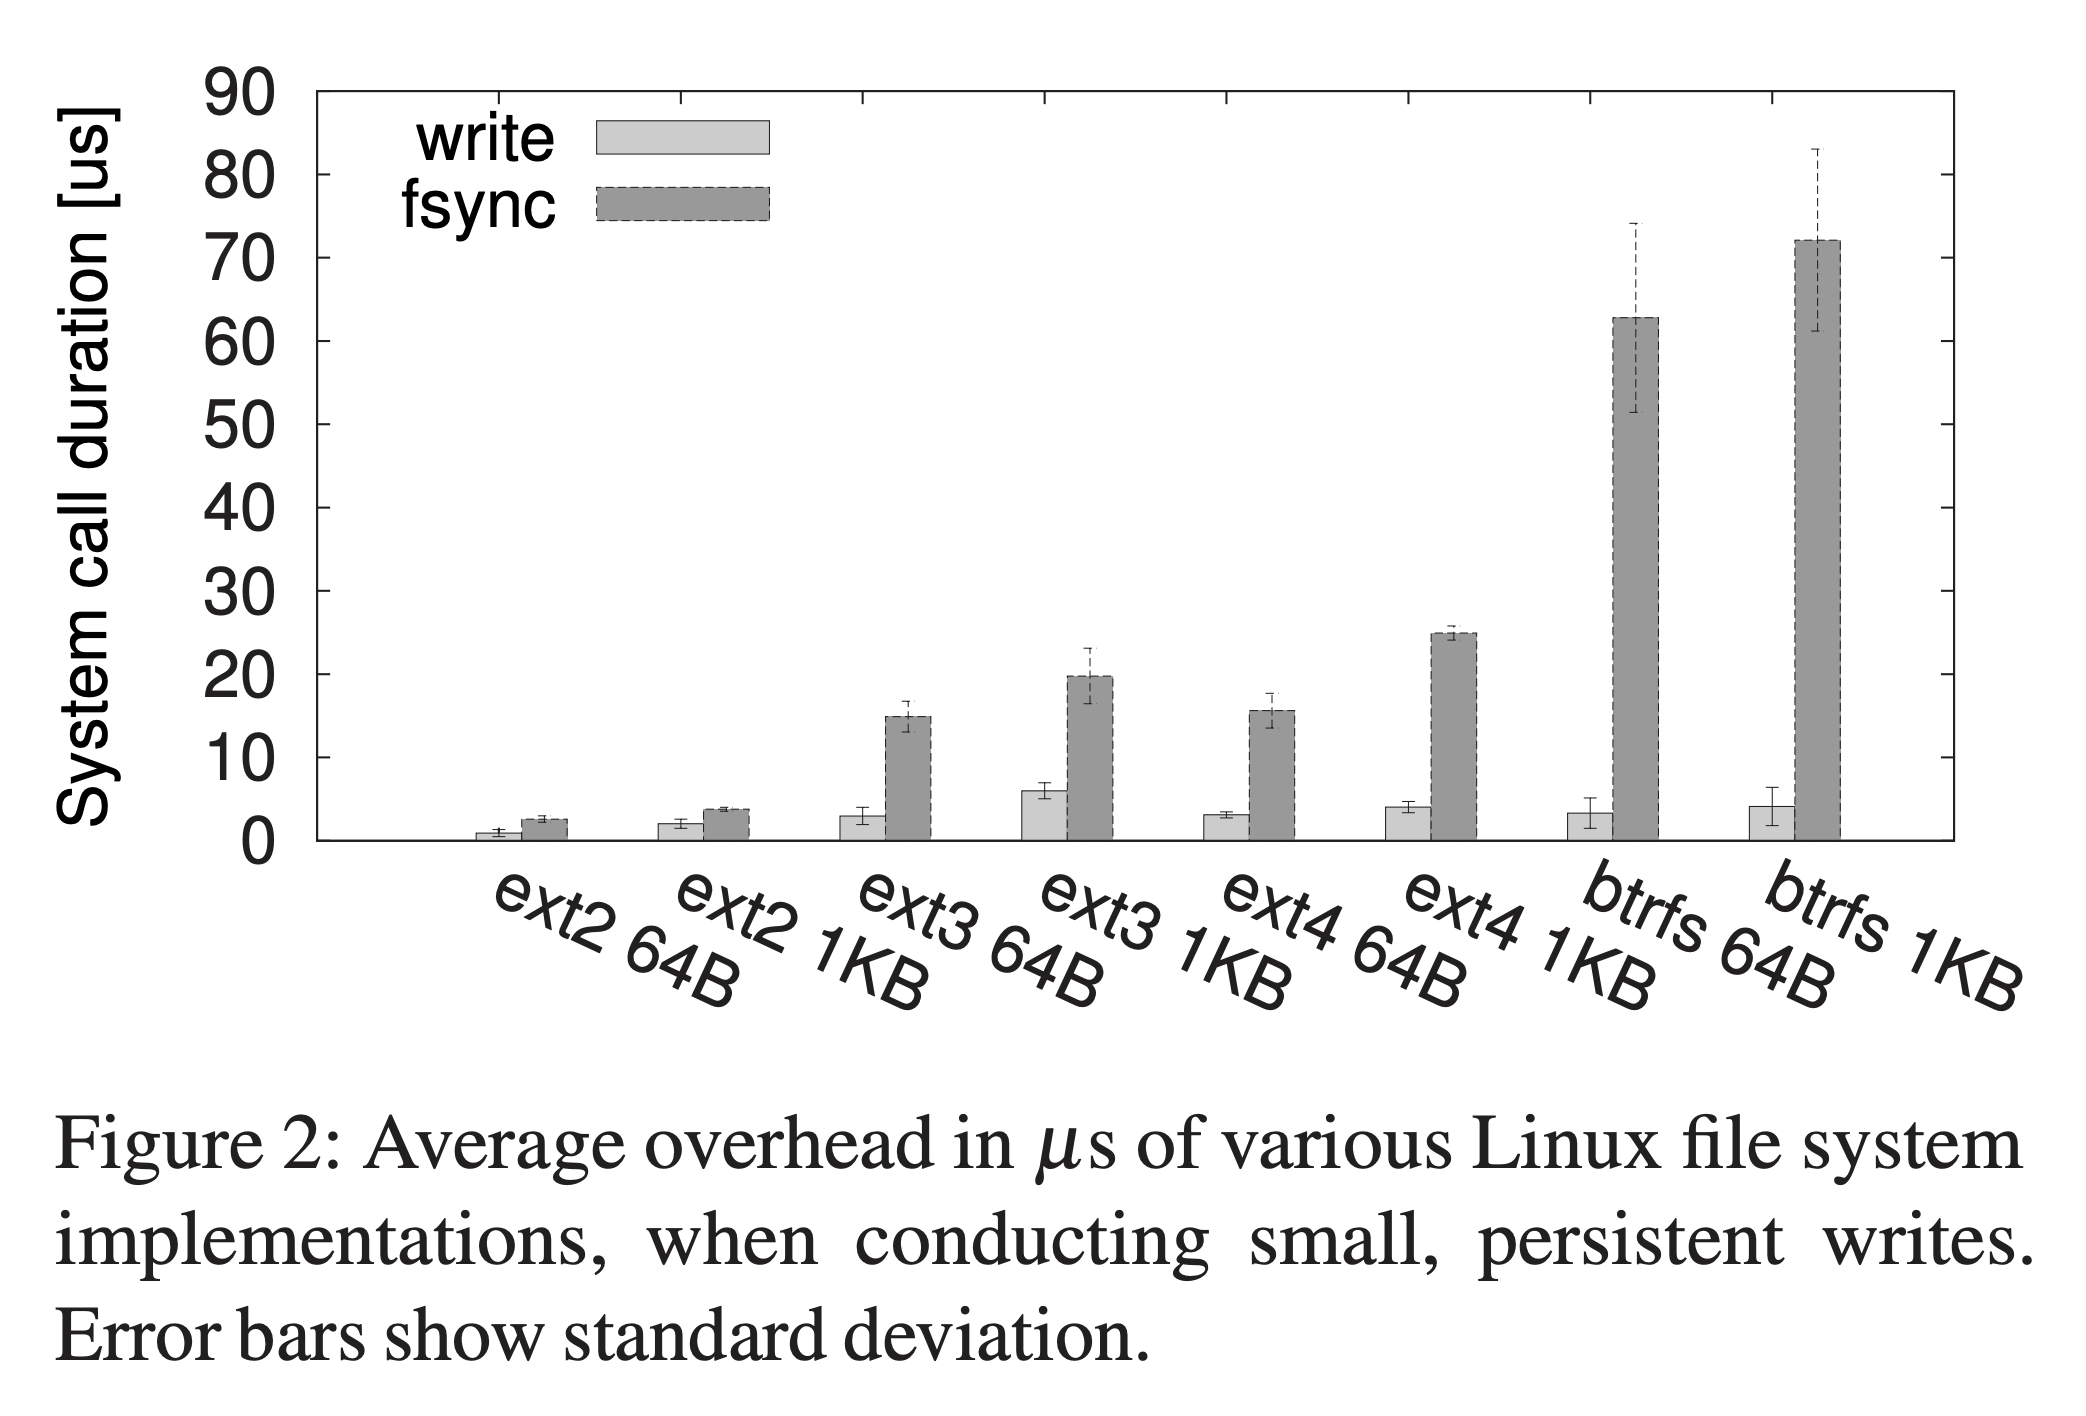 System call duration [us]
90
80
70
60
50
40
30
20
10
0
write
fsync
ext2 64B
ext2 1KB
ext3 64B
ext3 1KB
ext4 64B
ext4 1KB
btrfs 64B
btrfs 1KB
Figure 2: Average overhead in μs of various Linux file system
implementations, when conducting small, persistent writes.
Error bars show standard deviation.